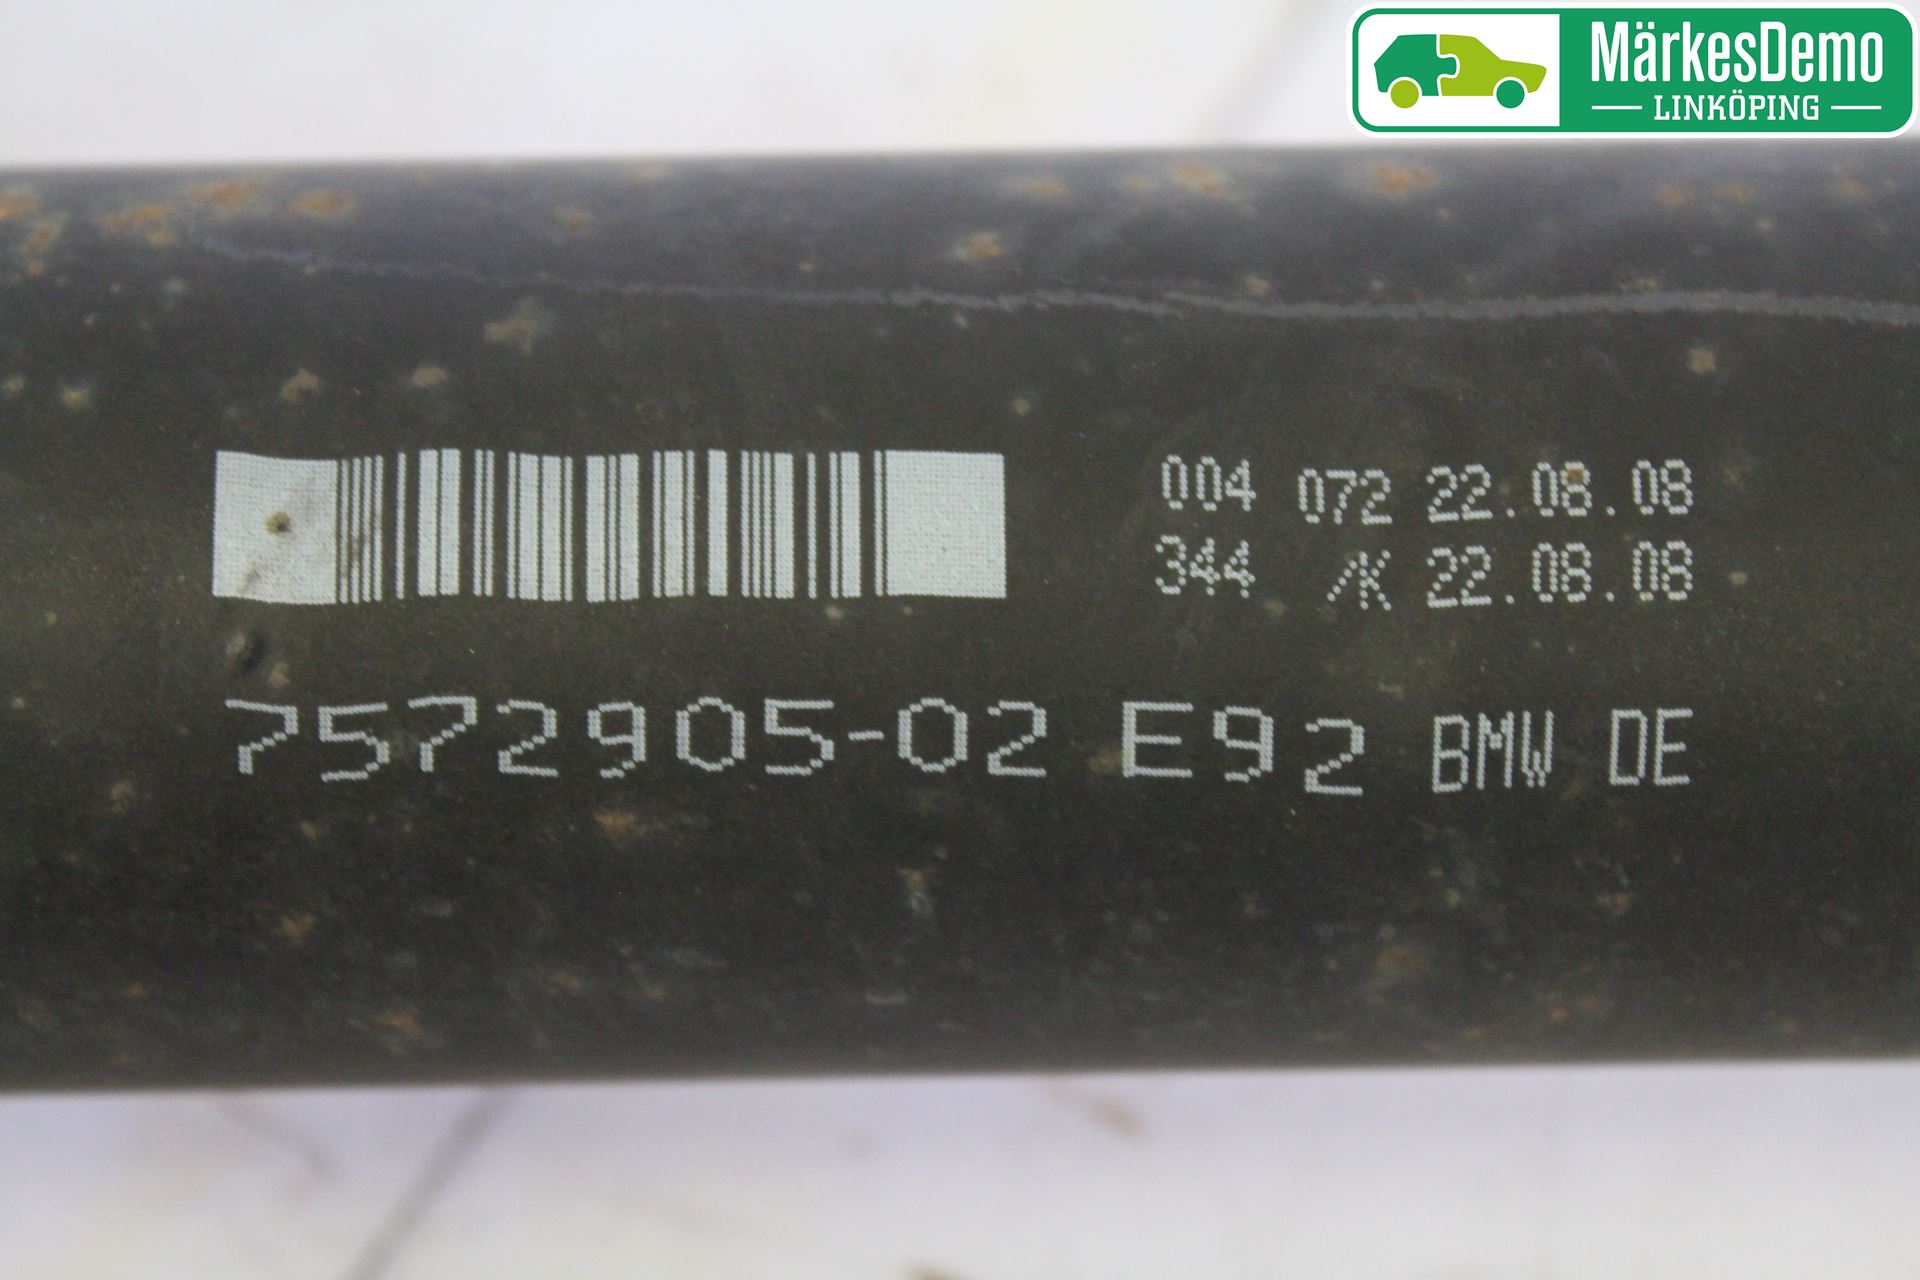 MärkesDemo
LINKÖPING
004 072 22.08.08
344 /K 22.08.08
7572905-02 E92 BMW DE